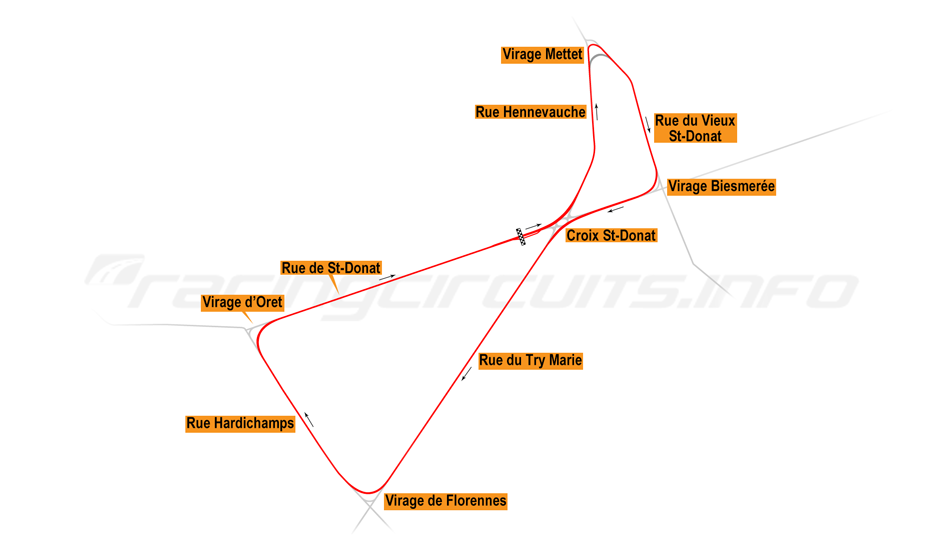 Virage Mettet
Rue Hennevauche
Rue du Vieux
St-Donat
Virage Biesmerée
Croix St-Donat
Rue de St-Donat
racingcircuits.info
Virage d'Oret
Rue du Try Marie
Rue Hardichamps
Virage de Florennes